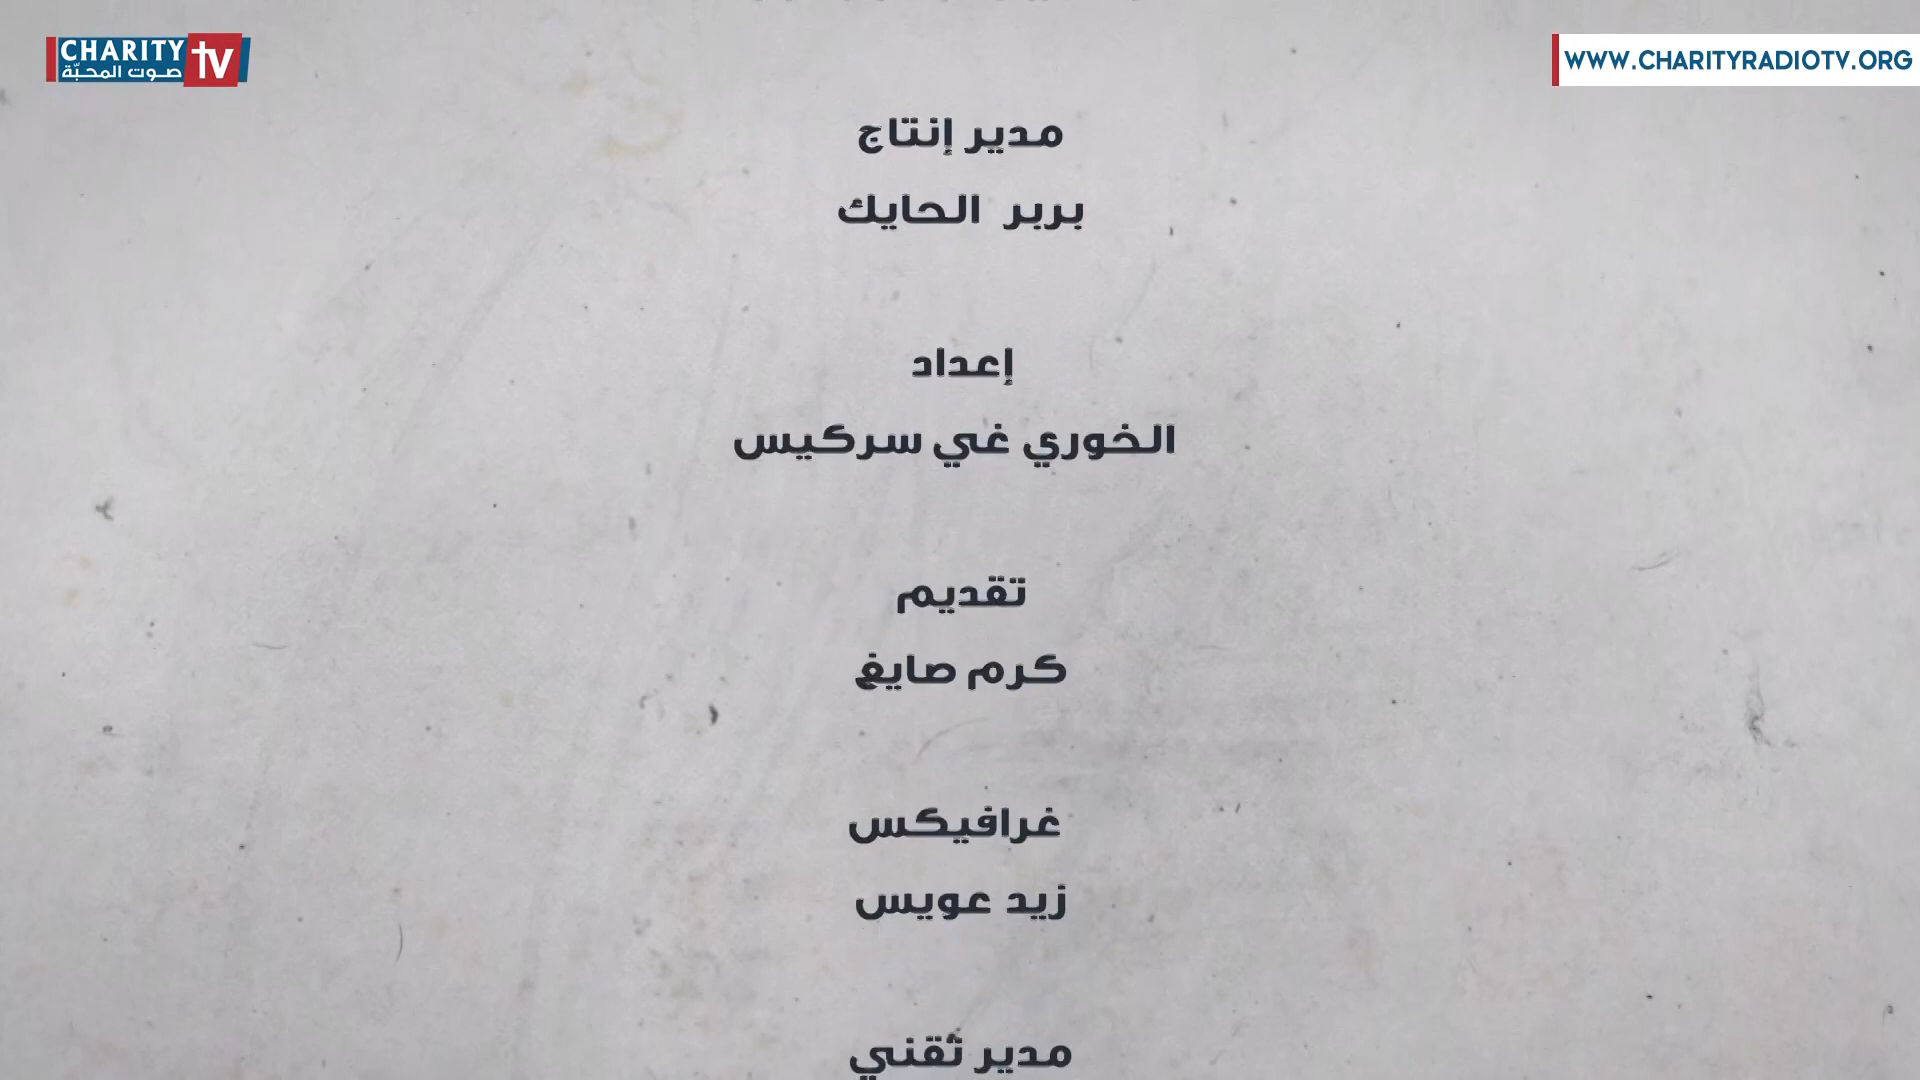 CHARITY tv
صوت المحبّة
WWW.CHARITYRADIOTV.ORG
مدير إنتاج
بربر الحايك
إعداد
الخوري غي سركيس
تقديم
كرم صايغ
غرافيكس
زيد عويس
مدير تقني